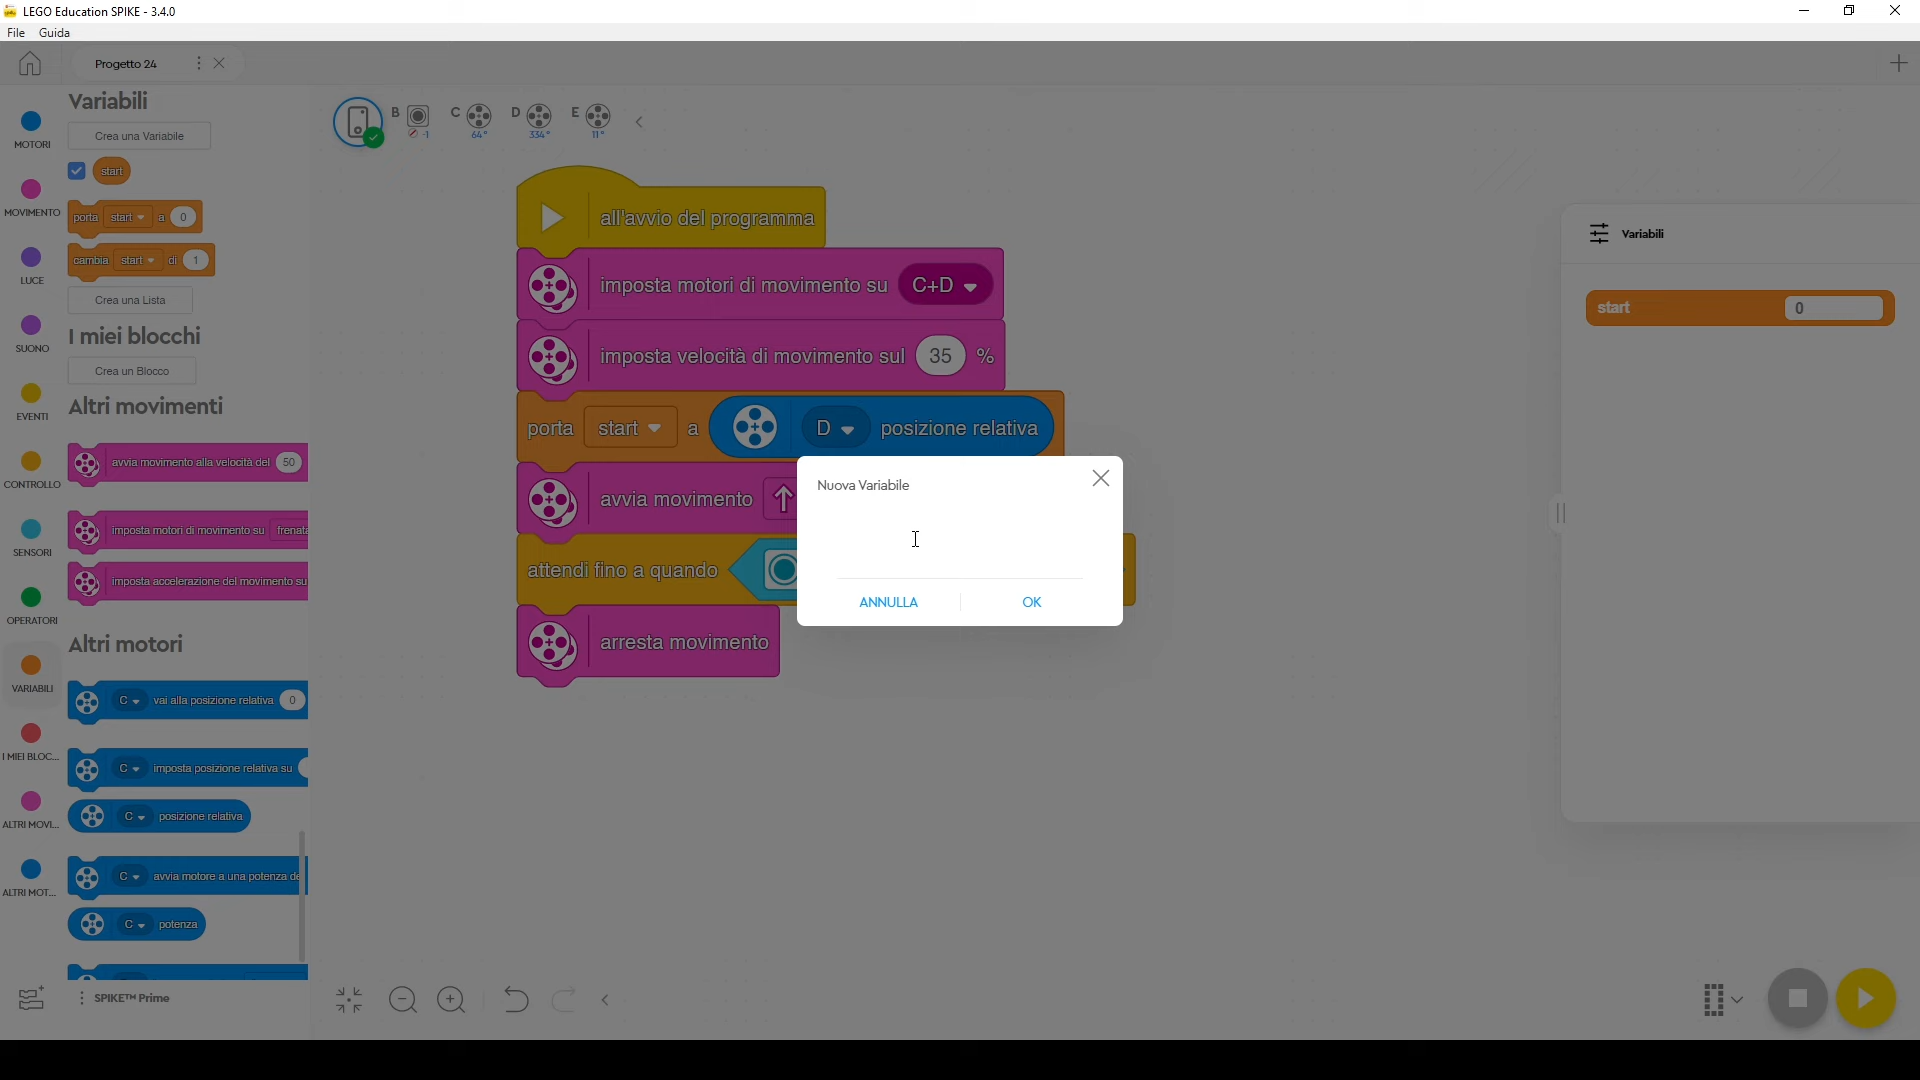 LEGO Education SPIKE - 3.4.0
File Guida
Progetto 24
Variabili
Crea una Variabile
start
porta start a 0
cambia start di 1
Crea una Lista
I miei blocchi
Crea un Blocco
Altri movimenti
avvia movimento alla velocità del 50
imposta motori di movimento su frenata
imposta accelerazione del movimento su
Altri motori
C vai alla posizione relativa 0
C imposta posizione relativa su
C posizione relativa
C avvia motore a una potenza de
C potenza
MOTORI
MOVIMENTO
LUCE
SUONO
EVENTI
CONTROLLO
SENSORI
OPERATORI
VARIABILI
I MIEI BLOC...
ALTRI MOVI...
ALTRI MOT...
SPIKE™ Prime
B -1
C 64°
D 334°
E 11°
all'avvio del programma
imposta motori di movimento su C+D
imposta velocità di movimento sul 35 %
porta start a D posizione relativa
avvia movimento
attendi fino a quando
arresta movimento
Nuova Variabile
ANNULLA OK
Variabili
start 0